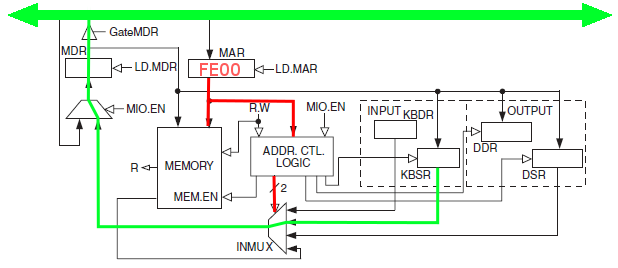 GateMDR
MDR
LD.MDR
MAR
FE00
LD.MAR
MIO.EN
R.W
MIO.EN
INPUT
KBDR
OUTPUT
DDR
R
MEMORY
MEM.EN
ADDR. CTL.
LOGIC
2
KBSR
DSR
INMUX